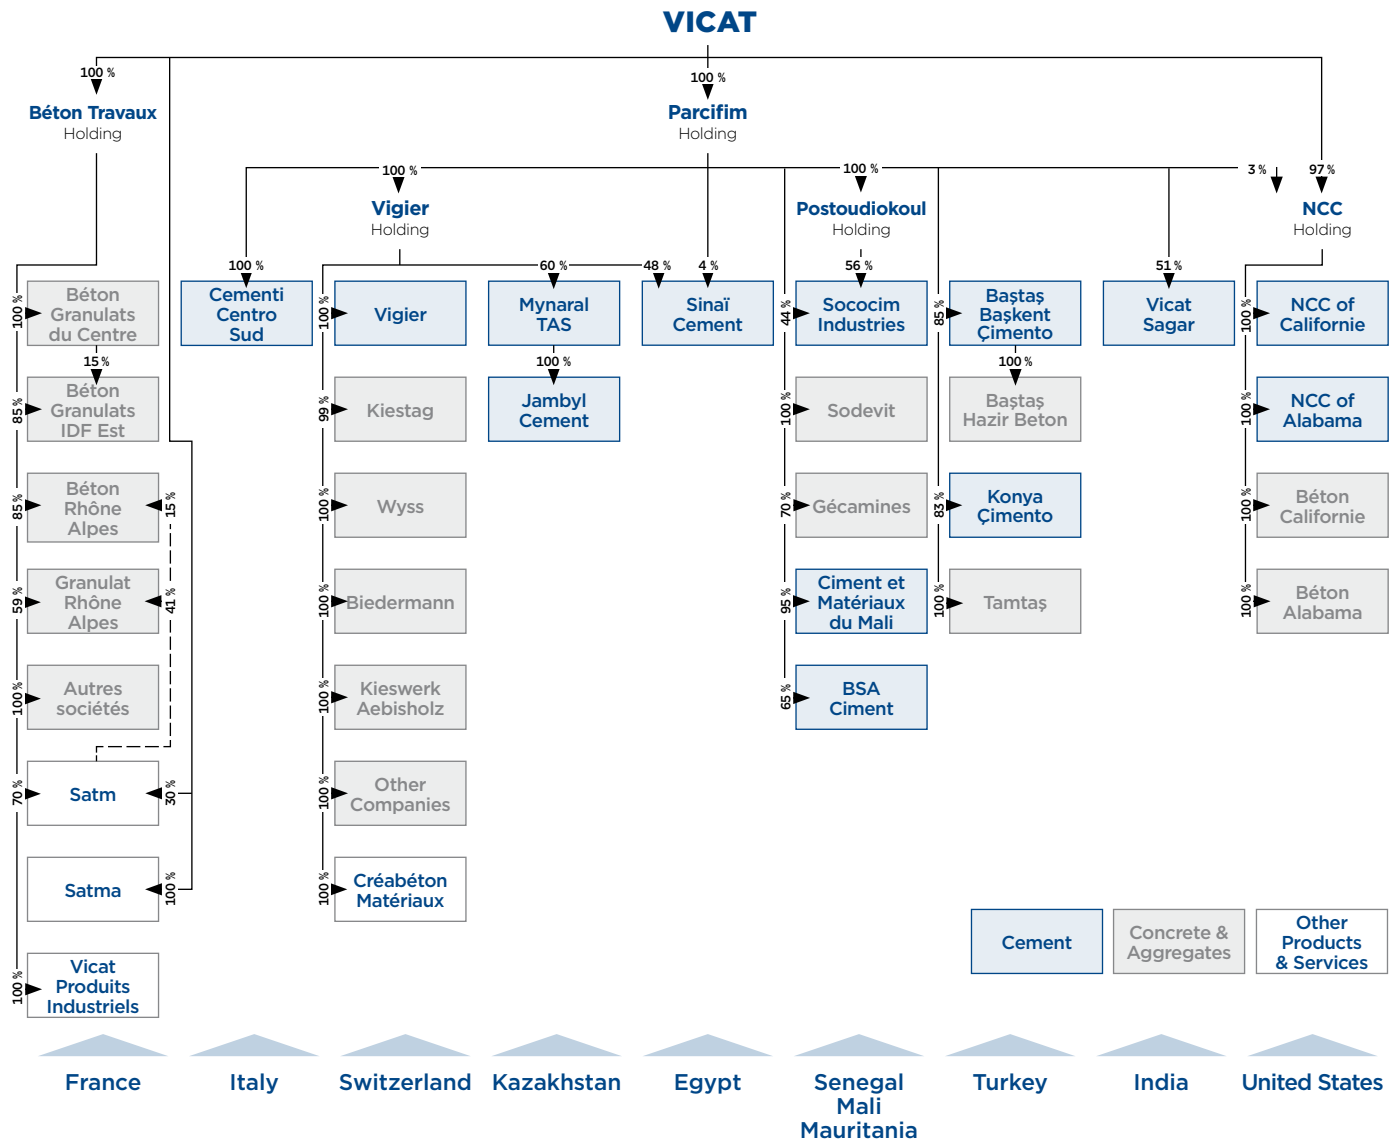 VICAT
100 %
100 %
Béton Travaux
Holding
Parcifim
Holding
100 %
100 %
3 %
97 %
Vigier
Holding
Postoudiokoul
Holding
NCC
Holding
100 %
60 %
48 %
4 %
56 %
51 %
100 %
Béton
Granulats
du Centre
Cementi
Centro
Sud
100 %
Vigier
Mynaral
TAS
Sinaï
Cement
44 %
Sococim
Industries
85 %
Baştaş
Başkent
Çimento
Vicat
Sagar
100 %
NCC of
Californie
15 %
100 %
100 %
85 %
Béton
Granulats
IDF Est
99 %
Kiestag
Jambyl
Cement
100 %
Sodevit
Baştaş
Hazir Beton
100 %
NCC of
Alabama
85 %
Béton
Rhône
Alpes
15 %
100 %
Wyss
70 %
Gécamines
83 %
Konya
Çimento
100 %
Béton
Californie
59 %
Granulat
Rhône
Alpes
41 %
100 %
Biedermann
95 %
Ciment et
Matériaux
du Mali
100 %
Tamtaş
100 %
Béton
Alabama
100 %
Autres
sociétés
100 %
Kieswerk
Aebisholz
65 %
BSA
Ciment
70 %
Satm
30 %
100 %
Other
Companies
Satma
100 %
100 %
Créabéton
Matériaux
100 %
Vicat
Produits
Industriels
Cement
Concrete &
Aggregates
Other
Products
& Services
France
Italy
Switzerland
Kazakhstan
Egypt
Senegal
Mali
Mauritania
Turkey
India
United States